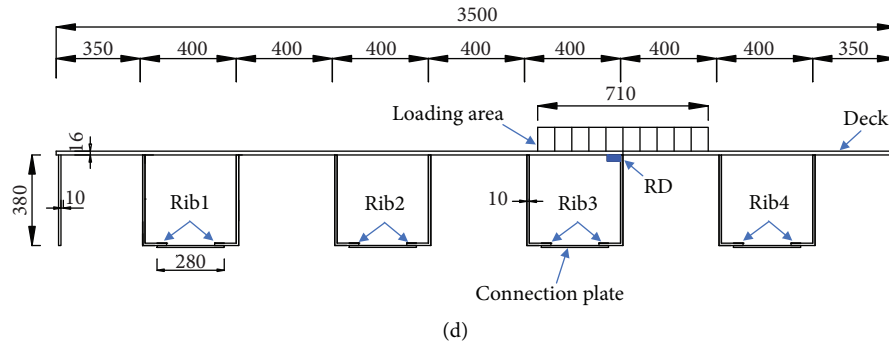 3500
350 400 400 400 400 400 400 400 350
710
Loading area
Deck
16
380
10
Rib1
Rib2
10
Rib3
RD
Rib4
280
Connection plate
(d)